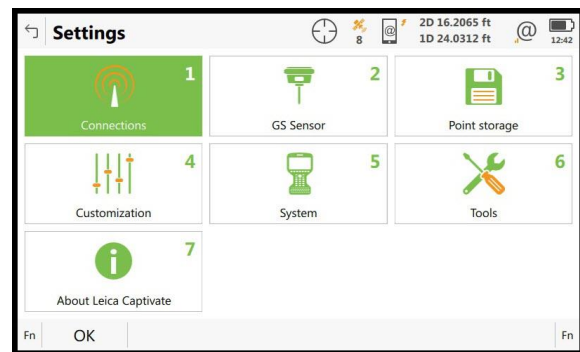 Settings
8
@
2D 16.2065 ft
1D 24.0312 ft
@
12:42
1
Connections
2
GS Sensor
3
Point storage
4
Customization
5
System
6
Tools
7
About Leica Captivate
Fn OK Fn